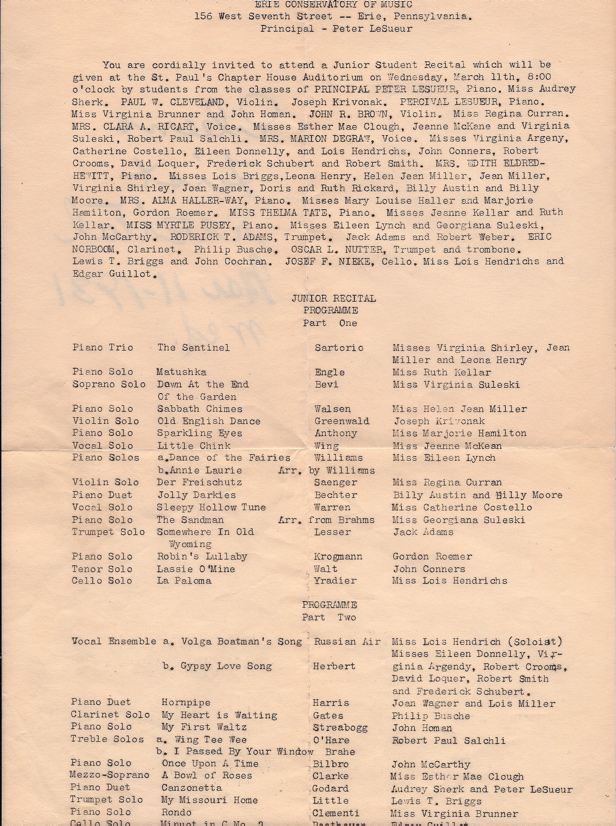 ERIE CONSERVATORY OF MUSIC
156 West Seventh Street -- Erie, Pennsylvania.
Principal - Peter LeSueur
You are cordially invited to attend a Junior Student Recital which will be
given at the St. Paul's Chapter House Auditorium on Wednesday, March 11th, 8:00
o'clock by students from the classes of PRINCIPAL PETER LESUEUR, Piano. Miss Audrey
Sherk. PAUL W. CLEVELAND, Violin. Joseph Krivonak. PERCIVAL LESUEUR, Piano.
Miss Virginia Brunner and John Homan. JOHN R. BROWN, Violin. Miss Regina Curran.
MRS. CLARA A. RICART, Voice. Misses Esther Mae Clough, Jeanne McKane and Virginia
Suleski, Robert Paul Salchli. MRS. MARION DEGRAW, Voice. Misses Virginia Argeny,
Catherine Costello, Eileen Donnelly, and Lois Hendrichs, John Conners, Robert
Crooms, David Loquer, Frederick Schubert and Robert Smith. MRS. EDITH ELDRED-
HEWITT, Piano. Misses Lois Briggs,Leona Henry, Helen Jean Miller, Jean Miller,
Virginia Shirley, Joan Wagner, Doris and Ruth Rickard, Billy Austin and Billy
Moore. MRS. ALMA HALLER-WAY, Piano. Misses Mary Louise Haller and Marjorie
Hamilton, Gordon Roemer. MISS THELMA TATE, Piano. Misses Jeanne Kellar and Ruth
Kellar. MISS MYRTLE PUSEY, Piano. Misses Eileen Lynch and Georgiana Suleski,
John McCarthy. RODERICK T. ADAMS, Trumpet. Jack Adams and Robert Weber. ERIC
NORBOOM, Clarinet. Philip Busche. OSCAR L. NUTTER, Trumpet and trombone.
Lewis T. Briggs and John Cochran. JOSEF F. NIEKE, Cello. Miss Lois Hendrichs and
Edgar Guillot.
JUNIOR RECITAL
PROGRAMME
Part One
Piano Trio The Sentinel Sartorio Misses Virginia Shirley, Jean
Miller and Leona Henry
Piano Solo Matushka Engle Miss Ruth Kellar
Soprano Solo Down At the End Bevi Miss Virginia Suleski
Of the Garden
Piano Solo Sabbath Chimes Walsen Miss Helen Jean Miller
Violin Solo Old English Dance Greenwald Joseph Krivonak
Piano Solo Sparkling Eyes Anthony Miss Marjorie Hamilton
Vocal Solo Little Chink Wing Miss Jeanne McKean
Piano Solos a.Dance of the Fairies Williams Miss Eileen Lynch
b.Annie Laurie Arr. by Williams
Violin Solo Der Freischutz Saenger Miss Regina Curran
Piano Duet Jolly Darkies Bechter Billy Austin and Billy Moore
Vocal Solo Sleepy Hollow Tune Warren Miss Catherine Costello
Piano Solo The Sandman Arr. from Brahms Miss Georgiana Suleski
Trumpet Solo Somewhere In Old Lesser Jack Adams
Wyoming
Piano Solo Robin's Lullaby Krogmann Gordon Roemer
Tenor Solo Lassie O'Mine Walt John Conners
Cello Solo La Paloma Yradier Miss Lois Hendrichs
PROGRAMME
Part Two
Vocal Ensemble a. Volga Boatman's Song Russian Air Miss Lois Hendrich (Soloist)
Misses Eileen Donnelly, Vir-
b. Gypsy Love Song Herbert ginia Argendy, Robert Crooms,
David Loquer, Robert Smith
and Frederick Schubert.
Piano Duet Hornpipe Harris Joan Wagner and Lois Miller
Clarinet Solo My Heart is Waiting Gates Philip Busche
Piano Solo My First Waltz Streabogg John Homan
Treble Solos a. Wing Tee Wee O'Hare Robert Paul Salchli
b. I Passed By Your Window Brahe
Piano Solo Once Upon A Time Bilbro John McCarthy
Mezzo-Soprano A Bowl of Roses Clarke Miss Esther Mae Clough
Piano Duet Canzonetta Godard Audrey Sherk and Peter LeSueur
Trumpet Solo My Missouri Home Little Lewis T. Briggs
Piano Solo Rondo Clementi Miss Virginia Brunner
Cello Solo Minuet in G No. 2 Beethoven Edgar Guillot